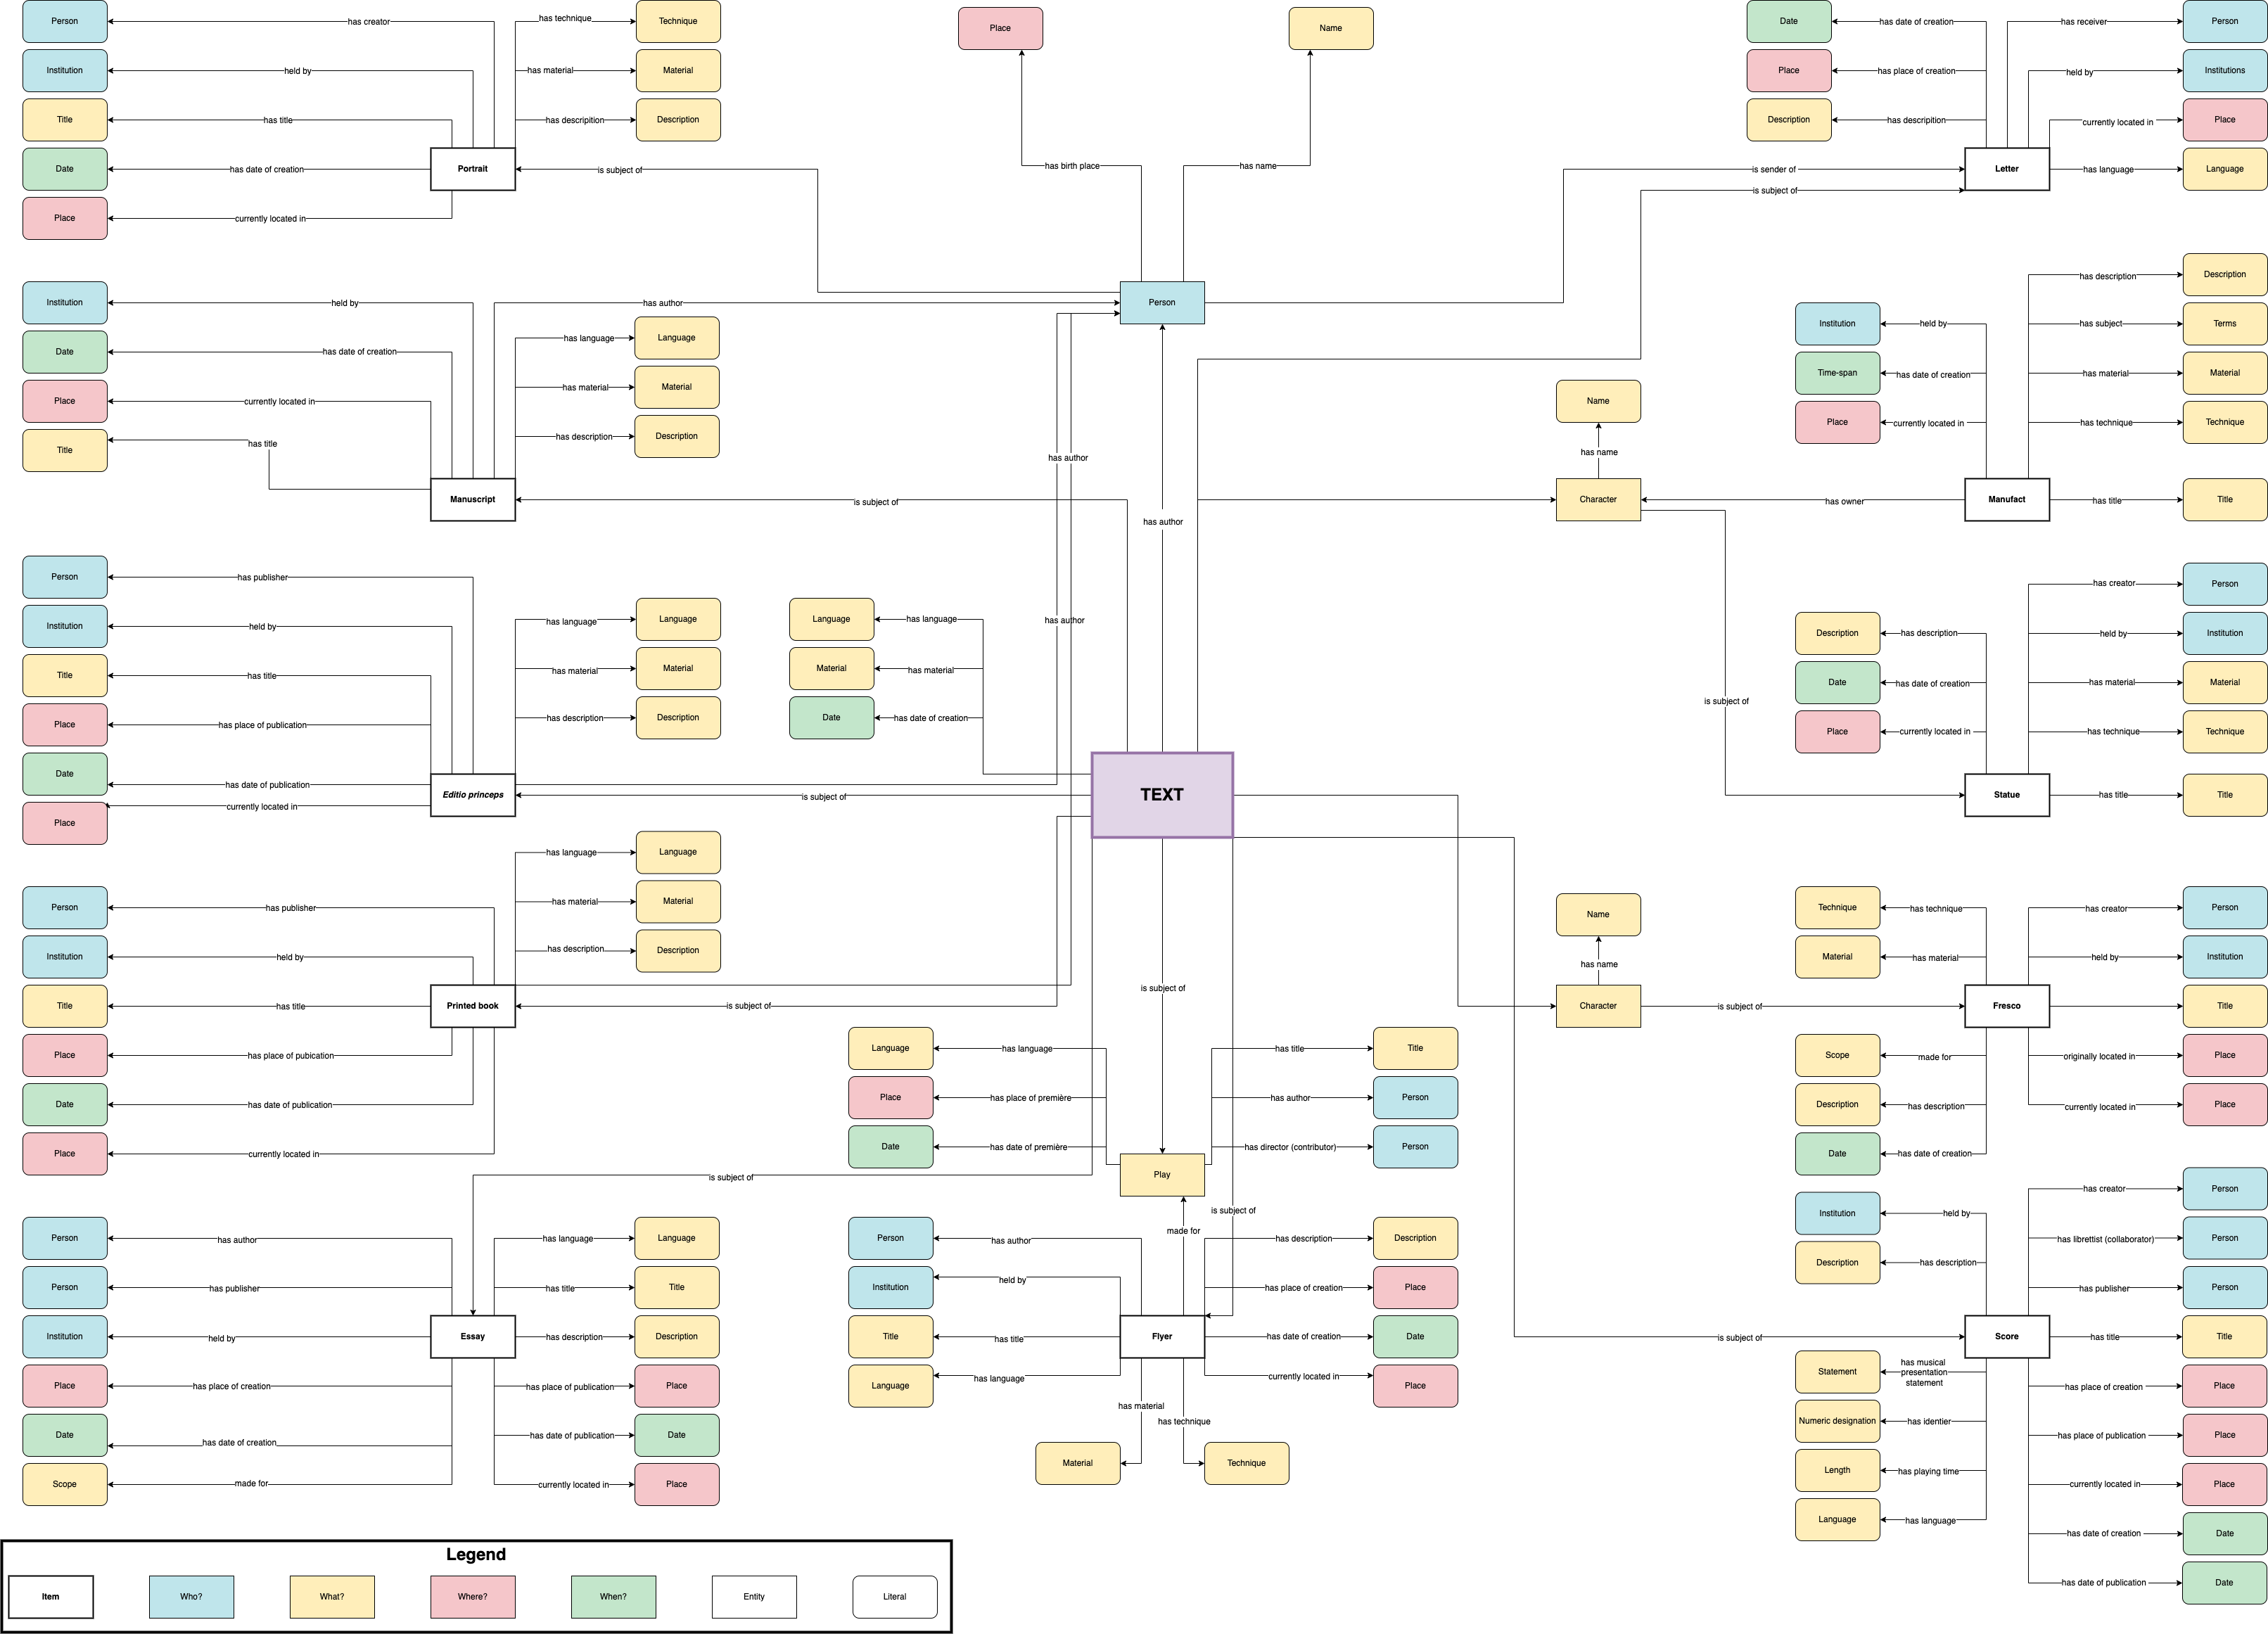 Person
has creator
has technique
Technique
Institution
held by
has material
Material
Title
has title
has descripition
Description
Date
has date of creation
Portrait
is subject of
Place
currently located in
Place
Name
has birth place
has name
Person
Date
has date of creation
has receiver
Person
Place
has place of creation
held by
Institutions
Description
has descripition
currently located in
Place
is sender of
Letter
has language
Language
is subject of
Institution
held by
has author
Date
has date of creation
has language
Language
Place
currently located in
has material
Material
Title
has title
has description
Description
Manuscript
is subject of
has author
has author
has author
has description
Description
Institution
held by
has subject
Terms
Time-span
has date of creation
has material
Material
Place
currently located in
has technique
Technique
Name
has name
Character
has owner
Manufact
has title
Title
is subject of
Person
has publisher
Institution
held by
has language
Language
Title
has title
has material
Material
Place
has place of publication
has description
Description
Date
has date of publication
Editio princeps
is subject of
Place
currently located in
Language
has language
Material
has material
Date
has date of creation
TEXT
has creator
Person
Description
has description
held by
Institution
Date
has date of creation
has material
Material
Place
currently located in
has technique
Technique
Statue
has title
Title
has language
Language
Person
has publisher
has material
Material
Institution
held by
has description
Description
Title
has title
Printed book
is subject of
Place
has place of pubication
Date
has date of publication
Place
currently located in
is subject of
is subject of
Language
has language
has title
Title
Place
has place of première
has author
Person
Date
has date of première
has director (contributor)
Person
Play
made for
is subject of
Name
has name
Character
is subject of
Technique
has technique
has creator
Person
Material
has material
held by
Institution
Fresco
Title
Scope
made for
originally located in
Place
Description
has description
currently located in
Place
Date
has date of creation
Person
has author
has language
Language
Person
has publisher
has title
Title
Institution
held by
Essay
has description
Description
Place
has place of creation
has place of publication
Place
Date
has date of creation
has date of publication
Date
Scope
made for
currently located in
Place
Person
has author
has description
Description
Institution
held by
has place of creation
Place
Title
has title
Flyer
has date of creation
Date
Language
has language
currently located in
Place
has material
has technique
Material
Technique
has creator
Person
Institution
held by
has librettist (collaborator)
Person
Description
has description
has publisher
Person
is subject of
Score
has title
Title
Statement
has musical
presentation
statement
has place of creation
Place
Numeric designation
has identier
has place of publication
Place
Length
has playing time
currently located in
Place
Language
has language
has date of creation
Date
has date of publication
Date
Legend
Item
Who?
What?
Where?
When?
Entity
Literal